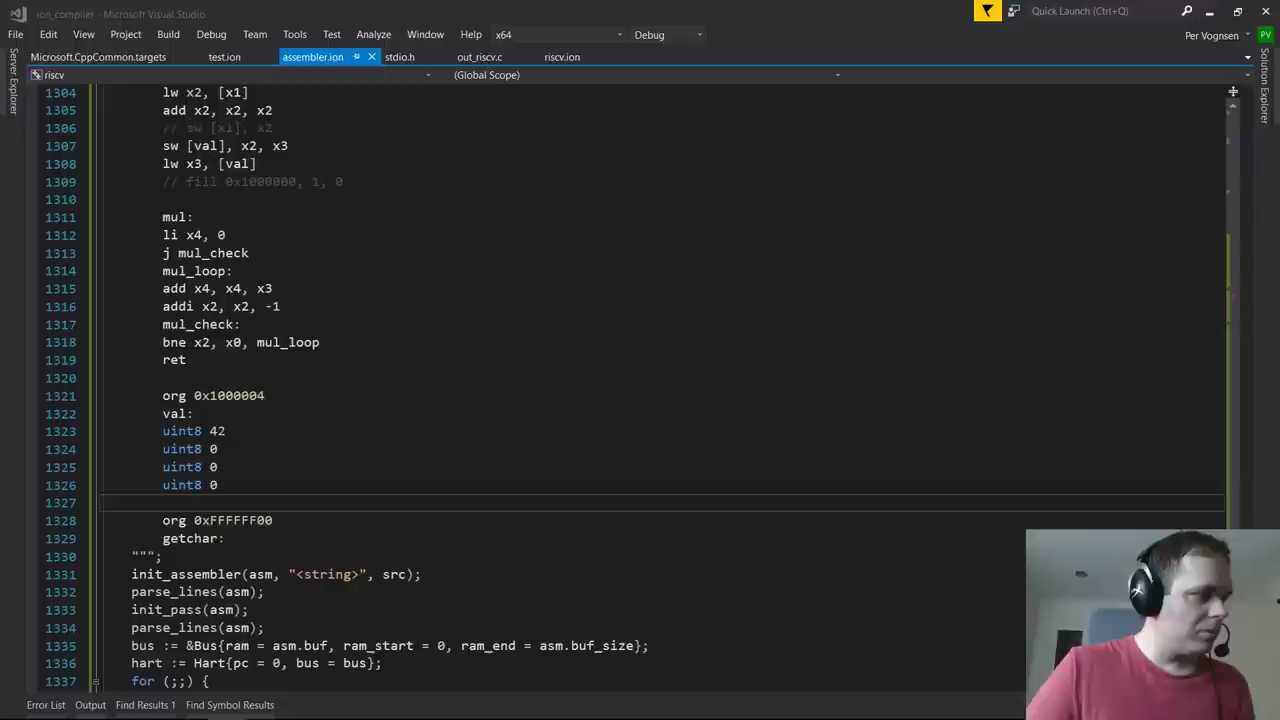 ion_compiler - Microsoft Visual Studio
Quick Launch (Ctrl+Q)
File Edit View Project Build Debug Team Tools Test Analyze Window Help x64 Debug
Per Vognsen PV
Microsoft.CppCommon.targets test.ion assembler.ion stdio.h out_riscv.c riscv.ion
Server Explorer
Solution Explorer
riscv (Global Scope)
1304 lw x2, [x1]
1305 add x2, x2, x2
1306 // sw [x1], x2
1307 sw [val], x2, x3
1308 lw x3, [val]
1309 // fill 0x1000000, 1, 0
1310
1311 mul:
1312 li x4, 0
1313 j mul_check
1314 mul_loop:
1315 add x4, x4, x3
1316 addi x2, x2, -1
1317 mul_check:
1318 bne x2, x0, mul_loop
1319 ret
1320
1321 org 0x1000004
1322 val:
1323 uint8 42
1324 uint8 0
1325 uint8 0
1326 uint8 0
1327
1328 org 0xFFFFFF00
1329 getchar:
1330 """;
1331 init_assembler(asm, "<string>", src);
1332 parse_lines(asm);
1333 init_pass(asm);
1334 parse_lines(asm);
1335 bus := &Bus{ram = asm.buf, ram_start = 0, ram_end = asm.buf_size};
1336 hart := Hart{pc = 0, bus = bus};
1337 for (;;) {
Error List Output Find Results 1 Find Symbol Results